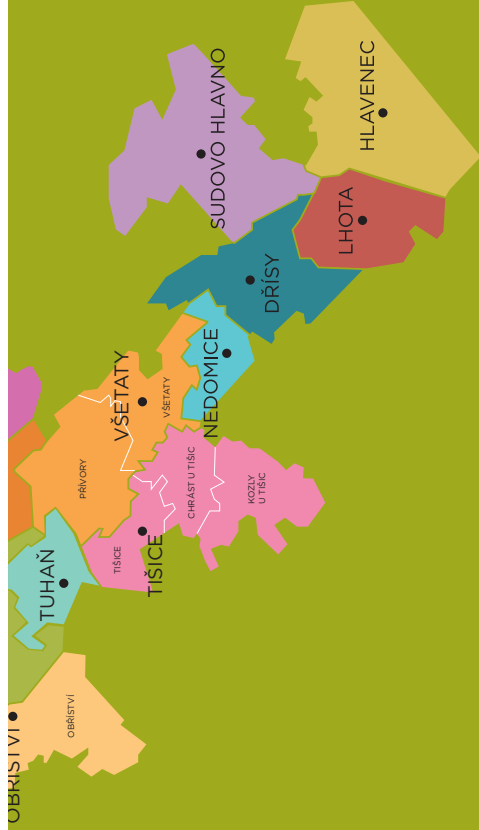 HLAVENEC
SUDOVO HLAVNO
LHOTA
DŘÍSY
NEDOMICE
VŠETATY
VŠETATY
PŘÍVORY
CHRÁST U TIŠIC
KOZLY
U TIŠIC
TIŠICE
TIŠICE
TUHAŇ
OBŘÍSTVÍ
OBŘÍSTVÍ